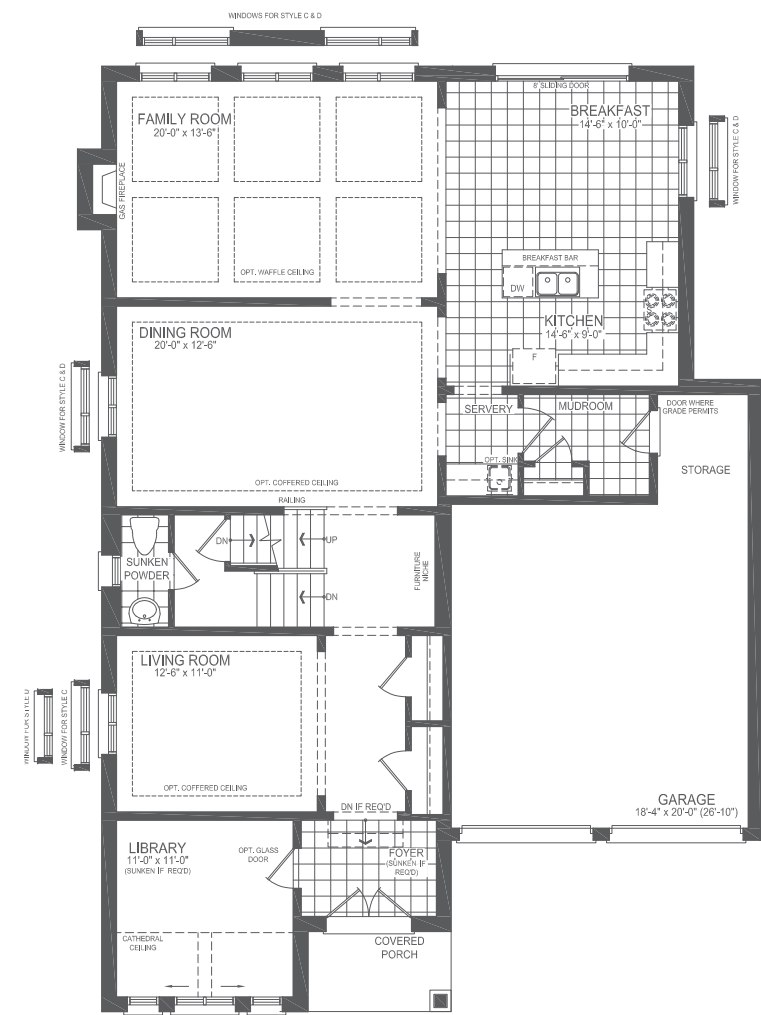 WINDOWS FOR STYLE C & D
8' SLIDING DOOR
FAMILY ROOM
20'-0" x 13'-6"
BREAKFAST
14'-6" x 10'-0"
WINDOW FOR STYLE C & D
GAS FIREPLACE
OPT. WAFFLE CEILING
BREAKFAST BAR
DW
KITCHEN
14'-6" x 9'-0"
F
DINING ROOM
20'-0" x 12'-6"
WINDOW FOR STYLE C & D
SERVERY
MUDROOM
DOOR WHERE
GRADE PERMITS
OPT. SINK
STORAGE
OPT. COFFERED CEILING
RAILING
DN
UP
SUNKEN
POWDER
FURNITURE
NICHE
DN
LIVING ROOM
12'-6" x 11'-0"
WINDOW FOR STYLE D
WINDOW FOR STYLE C
OPT. COFFERED CEILING
GARAGE
18'-4" x 20'-0" (26'-10")
DN IF REQ'D
LIBRARY
11'-0" x 11'-0"
(SUNKEN IF REQ'D)
OPT. GLASS
DOOR
FOYER
(SUNKEN IF
REQ'D)
CATHEDRAL
CEILING
COVERED
PORCH